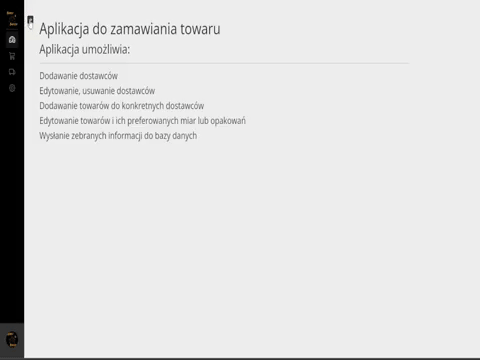 Aplikacja do zamawiania towaru
Aplikacja umożliwia:
Dodawanie dostawców
Edytowanie, usuwanie dostawców
Dodawanie towarów do konkretnych dostawców
Edytowanie towarów i ich preferowanych miar lub opakowań
Wysłanie zebranych informacji do bazy danych